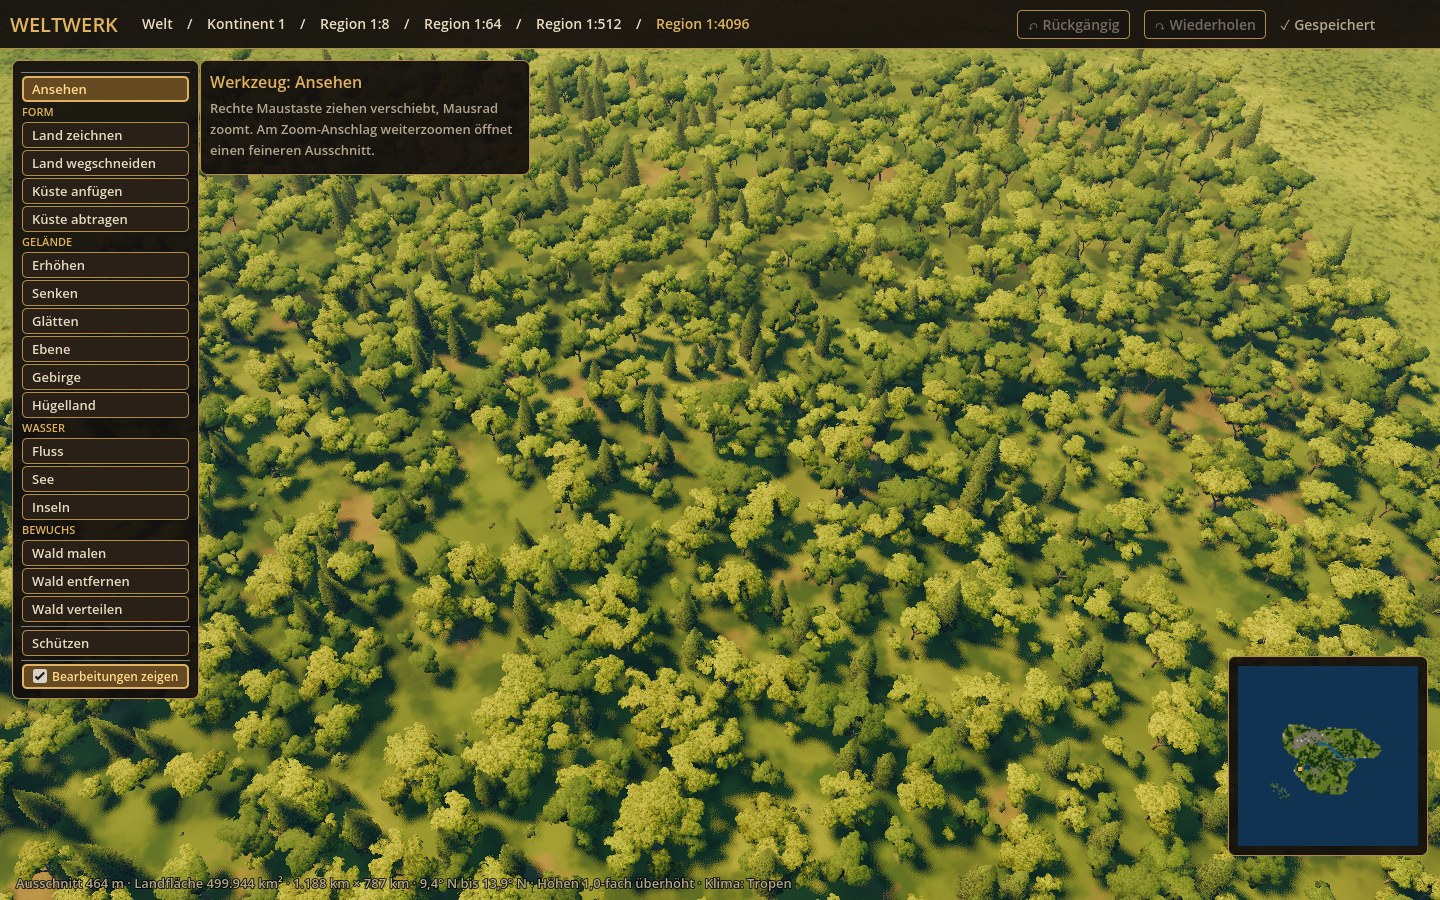 WELTWERK Welt / Kontinent 1 / Region 1:8 / Region 1:64 / Region 1:512 / Region 1:4096 Rückgängig Wiederholen ✓ Gespeichert
Ansehen
FORM
Land zeichnen
Land wegschneiden
Küste anfügen
Küste abtragen
GELÄNDE
Erhöhen
Senken
Glätten
Ebene
Gebirge
Hügelland
WASSER
Fluss
See
Inseln
BEWUCHS
Wald malen
Wald entfernen
Wald verteilen
Schützen
Bearbeitungen zeigen
Werkzeug: Ansehen
Rechte Maustaste ziehen verschiebt, Mausrad
zoomt. Am Zoom-Anschlag weiterzoomen öffnet
einen feineren Ausschnitt.
Ausschnitt 464 m · Landfläche 499.944 km² · 1.188 km × 787 km · 9,4° N bis 13,9° N · Höhen 1,0-fach überhöht · Klima: Tropen